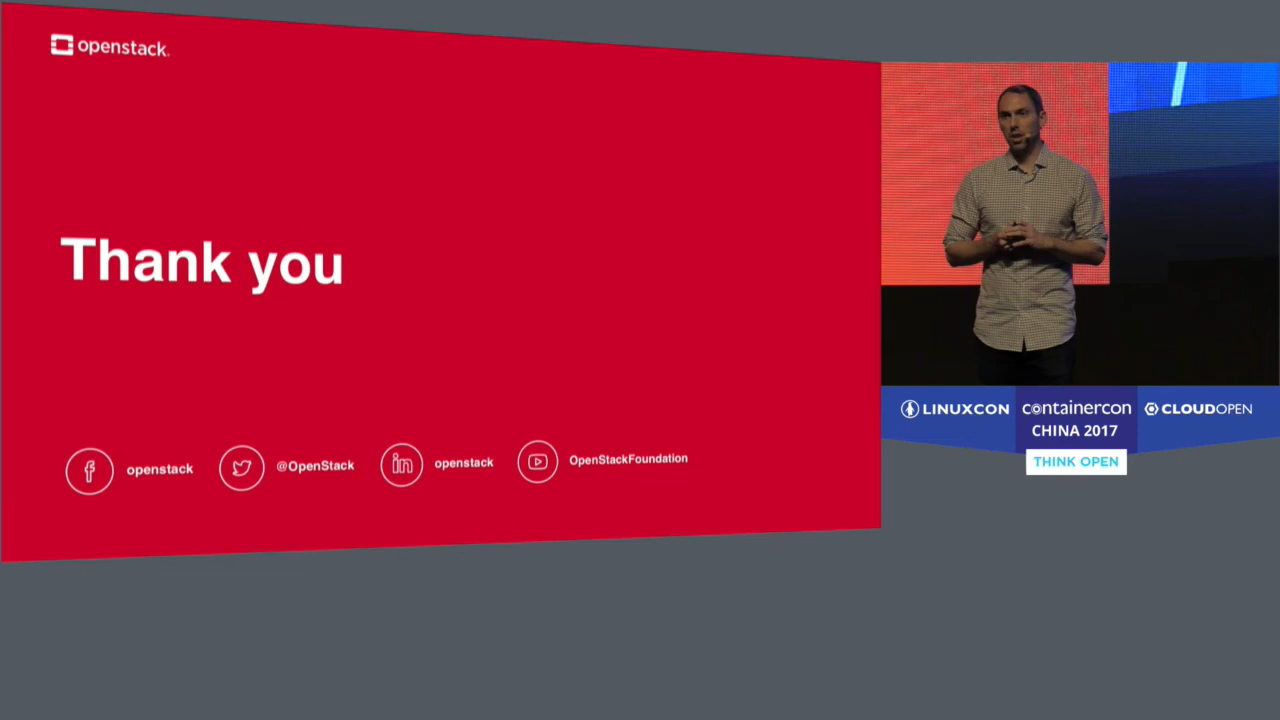 openstack.
Thank you
openstack
@OpenStack
openstack
OpenStackFoundation
LINUXCON
containercon
CLOUDOPEN
CHINA 2017
THINK OPEN